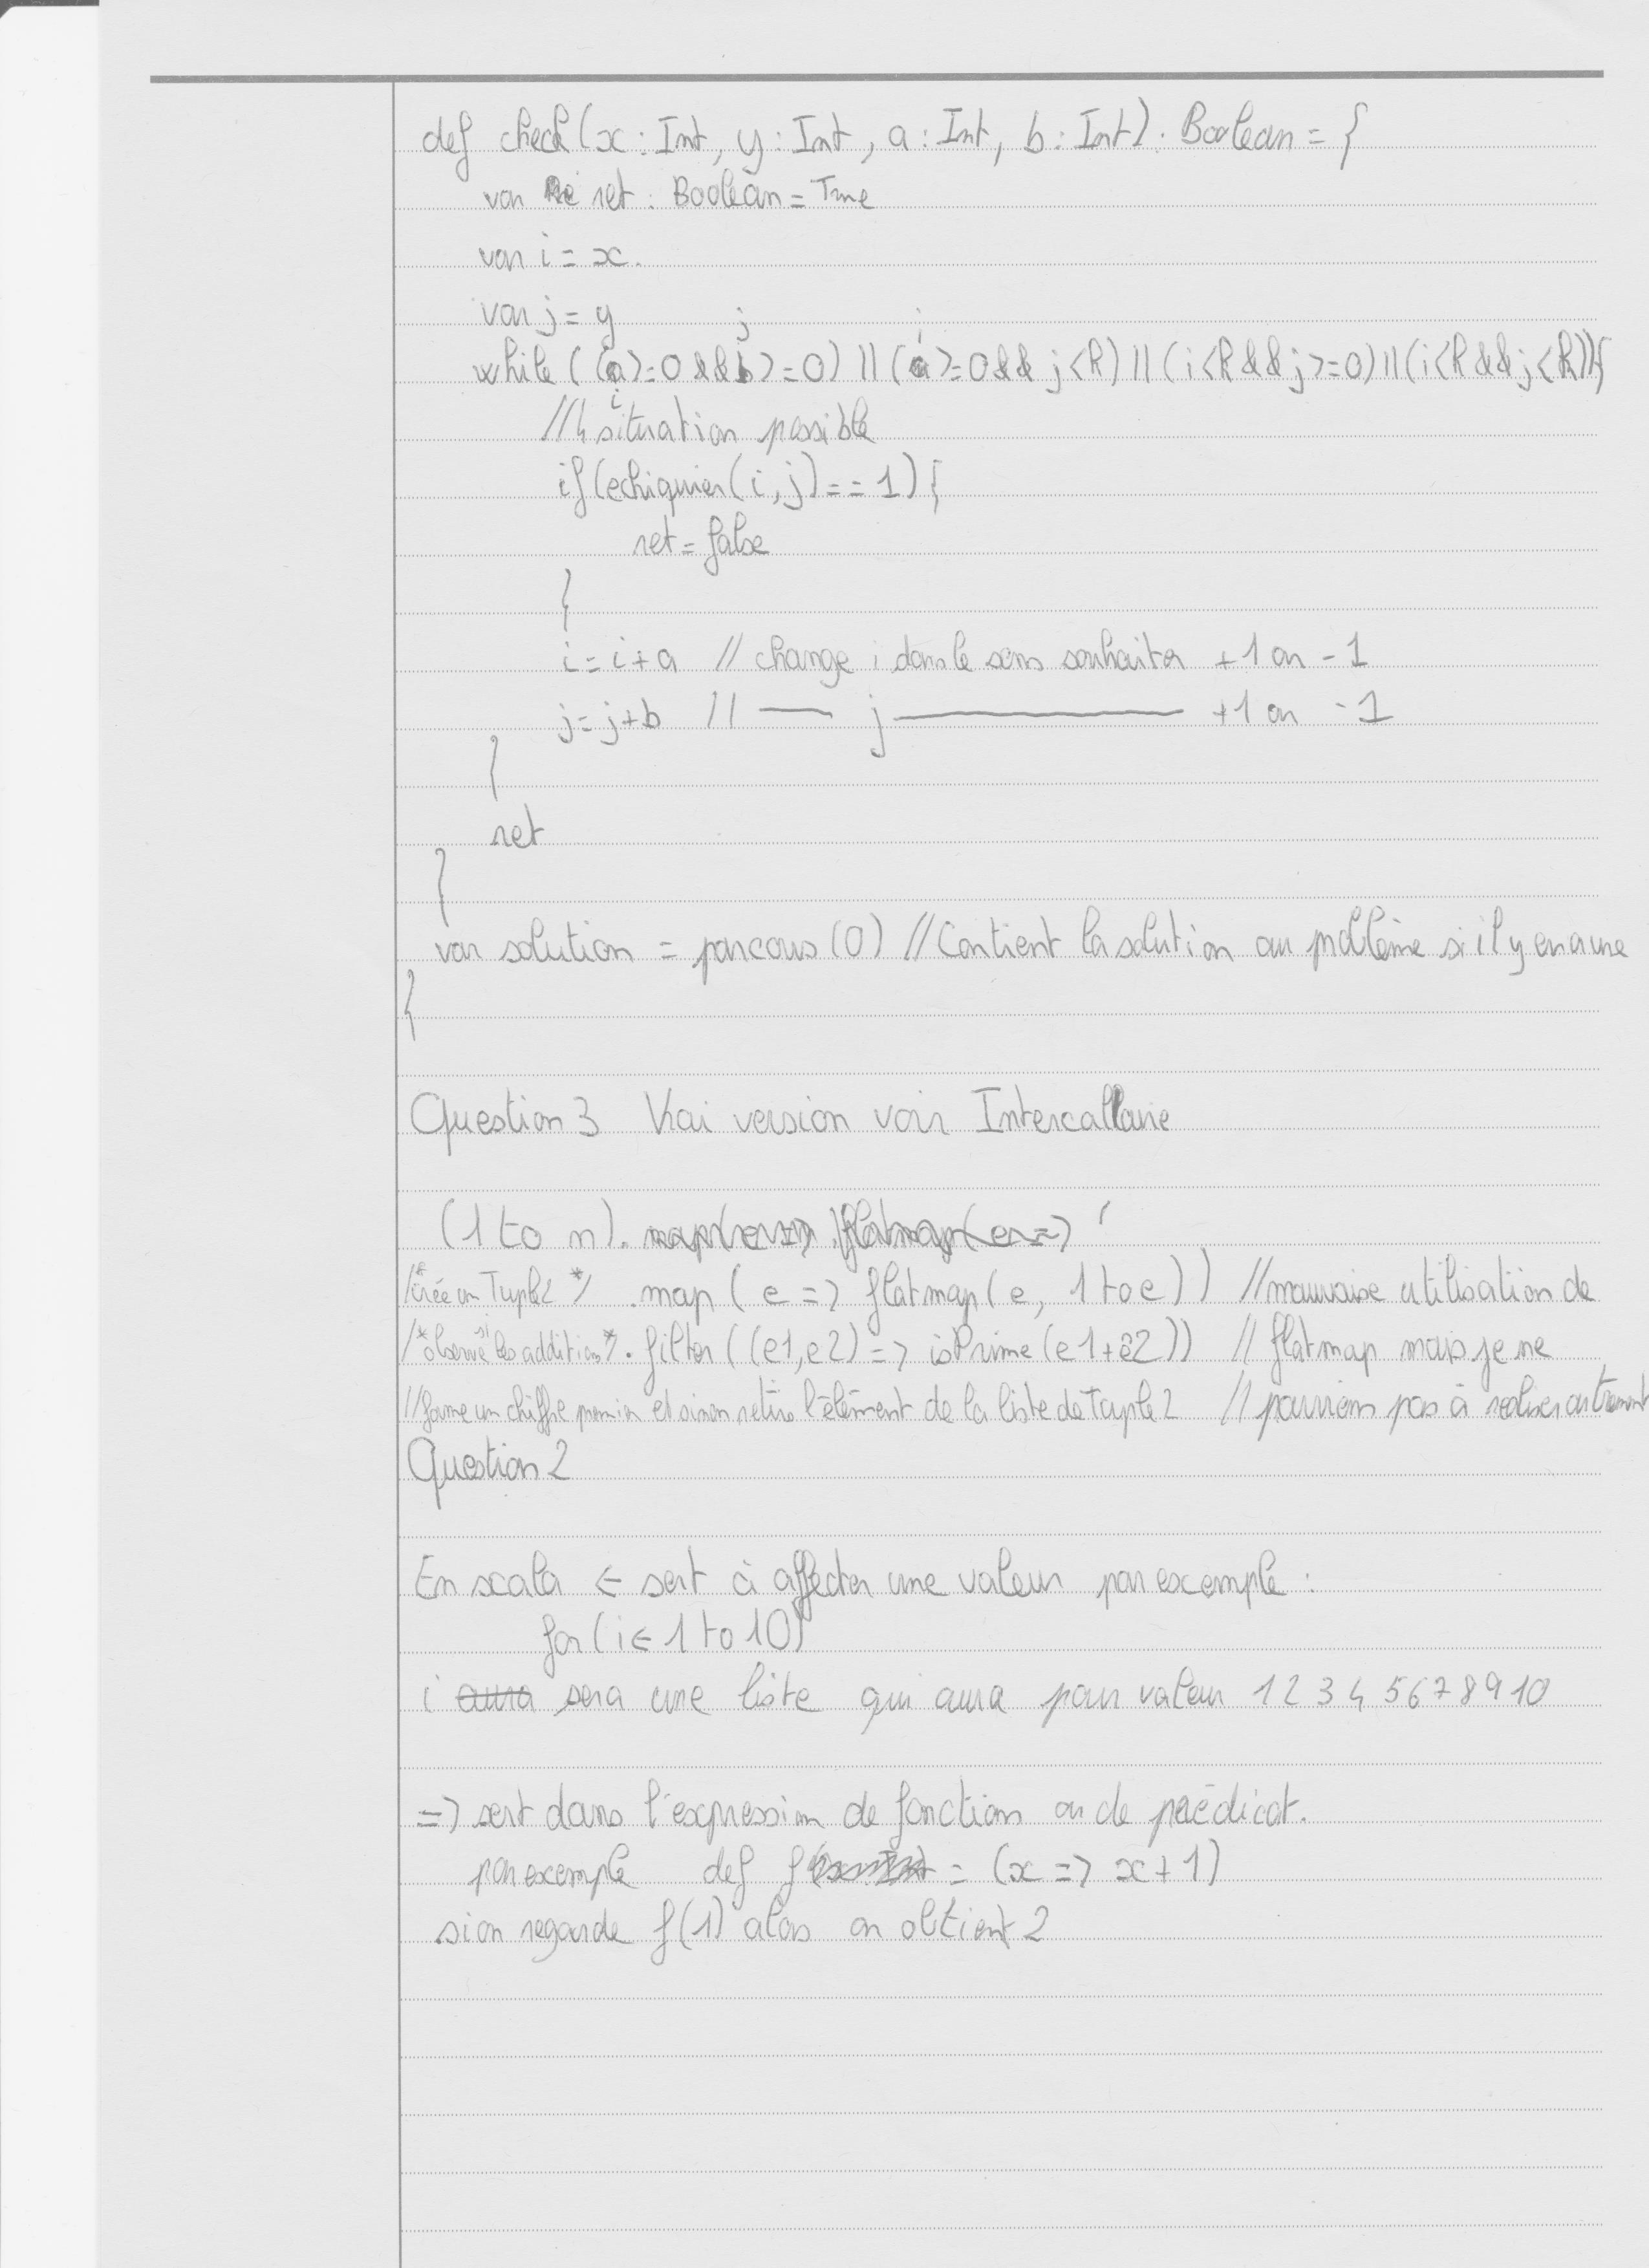 def check(x : Int, y : Int, a : Int, b : Int) : Boolean = {
var ret : Boolean = True
var i = x.
var j = y
while ((i>=0 && j>=0) || (i>=0 && j<k) || (i<k && j>=0) || (i<k && j<k)){
// 4 situation possible
if (echiquier(i,j) == 1) {
ret = false
}
i = i+a // change i dans le sens souhaiter +1 ou -1
j = j+b // — j — +1 ou -1
}
ret
}
var solution = parcours (0) // Contient la solution au problème si il y en a une
}
Question 3 Vrai version voir Intercallaire
(1 to n).
/* crée un Tuple2 */ .map ( e => flatmap (e, 1 to e)) // mauvaise utilisation de
/* observe si les addition */ . filter ((e1,e2) => isPrime (e1+e2)) // flatmap mais je ne
// forme un chiffre premier et sinon retire l'élément de la liste de Tuple 2 // parviens pas à realiser autrement
Question 2
En scala <- sert à affecter une valeur par exemple :
for (i <- 1 to 10)
i sera une liste qui aura pour valeur 1 2 3 4 5 6 7 8 9 10
=> sert dans l'expression de fonction ou de prédicat.
par exemple def f = (x => x+1)
si on regarde f(1) alors on obtient 2